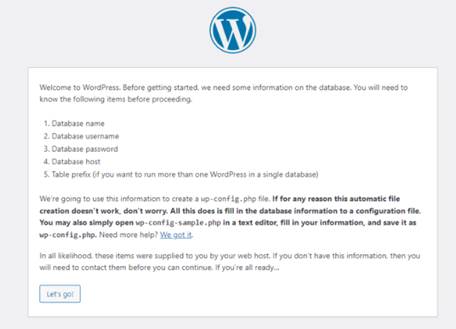 Welcome to WordPress. Before getting started, we need some information on the database. You will need to
know the following items before proceeding.
1. Database name
2. Database username
3. Database password
4. Database host
5. Table prefix (if you want to run more than one WordPress in a single database)
We're going to use this information to create a wp-config.php file. If for any reason this automatic file
creation doesn't work, don't worry. All this does is fill in the database information to a configuration file.
You may also simply open wp-config-sample.php in a text editor, fill in your information, and save it as
wp-config.php. Need more help? We got it.
In all likelihood, these items were supplied to you by your web host. If you don't have this information, then you
will need to contact them before you can continue. If you're all ready...
Let's go!